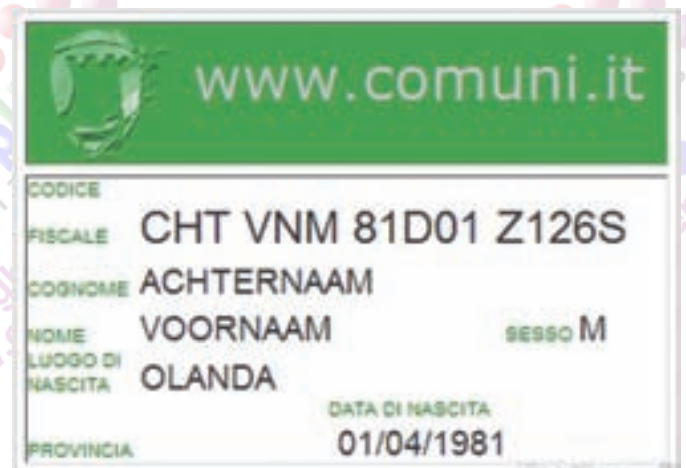 www.comuni.it
CODICE
FISCALE CHT VNM 81D01 Z126S
COGNOME ACHTERNAAM
NOME VOORNAAM SESSO M
LUOGO DI
NASCITA OLANDA
DATA DI NASCITA
PROVINCIA 01/04/1981